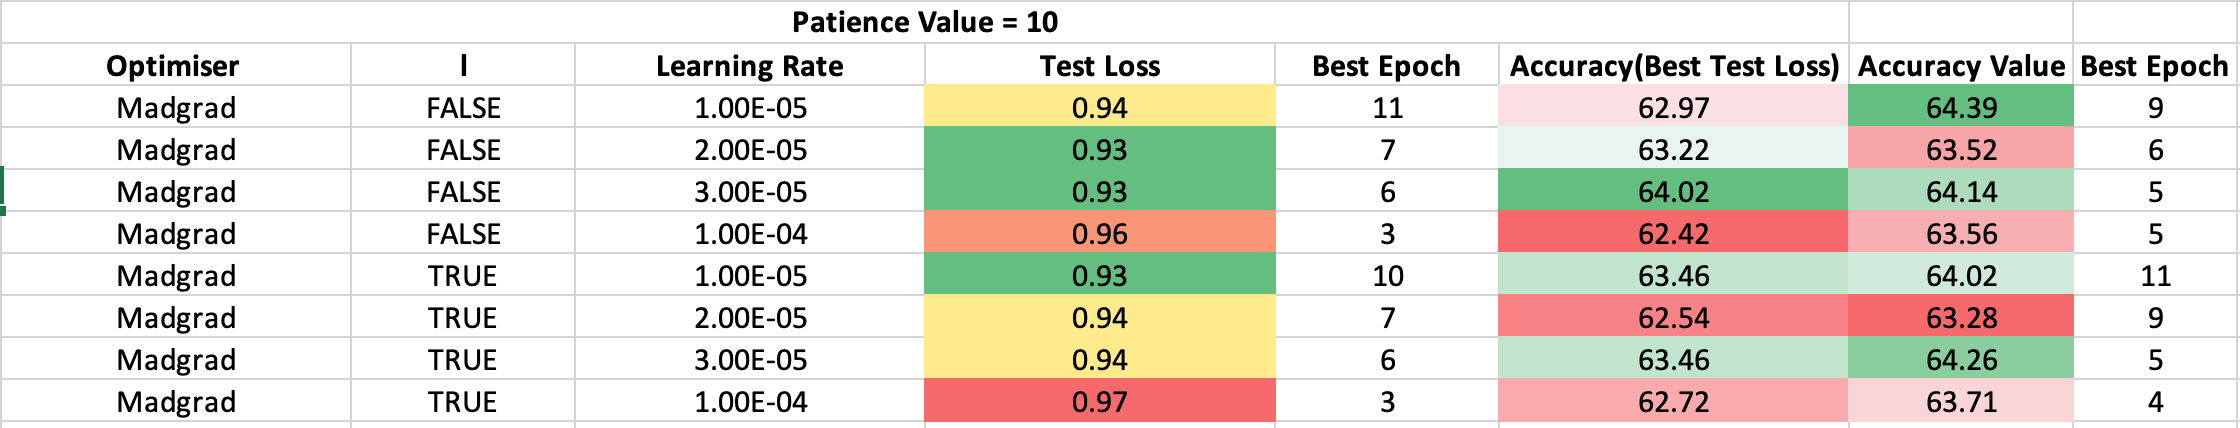 Patience Value = 10
Optimiser l Learning Rate Test Loss Best Epoch Accuracy(Best Test Loss) Accuracy Value Best Epoch
Madgrad FALSE 1.00E-05 0.94 11 62.97 64.39 9
Madgrad FALSE 2.00E-05 0.93 7 63.22 63.52 6
Madgrad FALSE 3.00E-05 0.93 6 64.02 64.14 5
Madgrad FALSE 1.00E-04 0.96 3 62.42 63.56 5
Madgrad TRUE 1.00E-05 0.93 10 63.46 64.02 11
Madgrad TRUE 2.00E-05 0.94 7 62.54 63.28 9
Madgrad TRUE 3.00E-05 0.94 6 63.46 64.26 5
Madgrad TRUE 1.00E-04 0.97 3 62.72 63.71 4